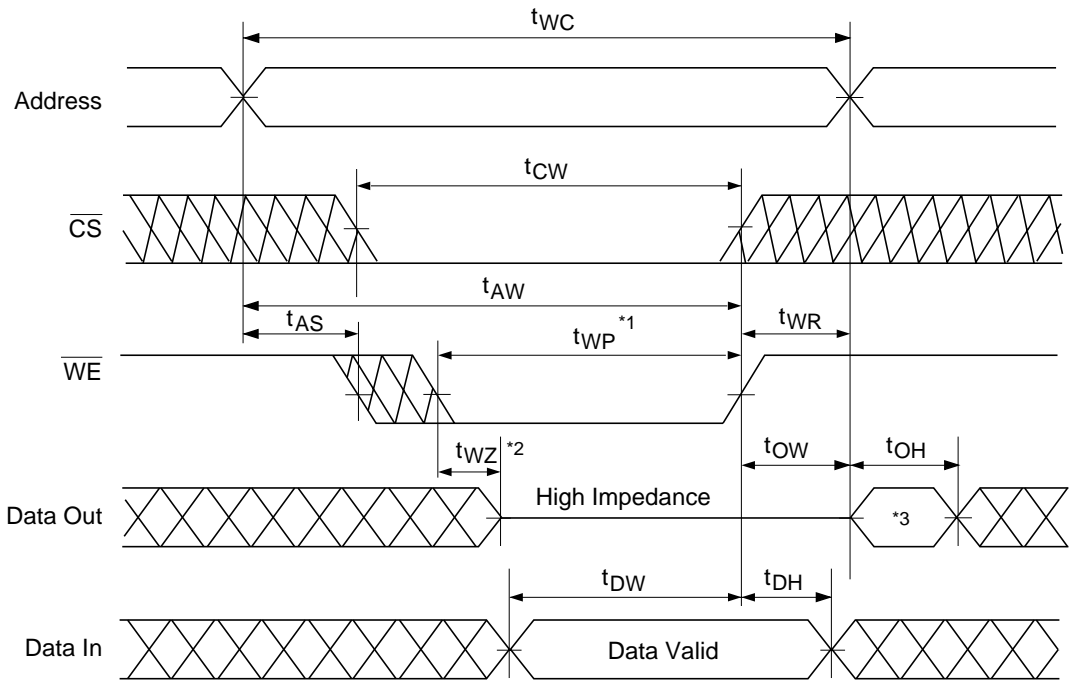 tWC
Address
tCW
CS
tAW
tAS
tWP *1
tWR
WE
tWZ *2
tOW
tOH
High Impedance
Data Out
*3
tDW
tDH
Data In
Data Valid